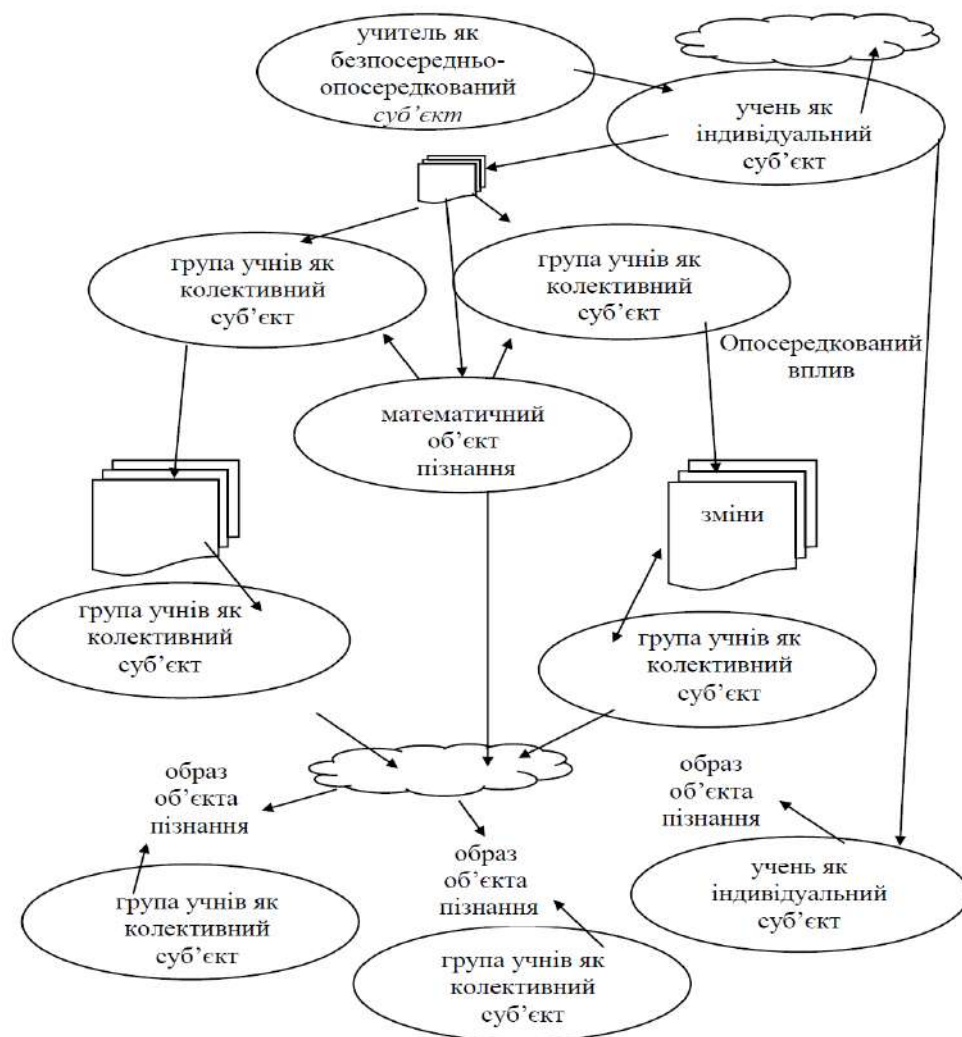 учитель як
безпосередньо-
опосередкований
суб’єкт
учень як
індивідуальний
суб’єкт
група учнів як
колективний
суб’єкт
група учнів як
колективний
суб’єкт
Опосередкований
вплив
математичний
об’єкт
пізнання
зміни
група учнів як
колективний
суб’єкт
група учнів як
колективний
суб’єкт
образ
об’єкта
пізнання
образ
об’єкта
пізнання
образ
об’єкта
пізнання
група учнів як
колективний
суб’єкт
група учнів як
колективний
суб’єкт
учень як
індивідуальний
суб’єкт